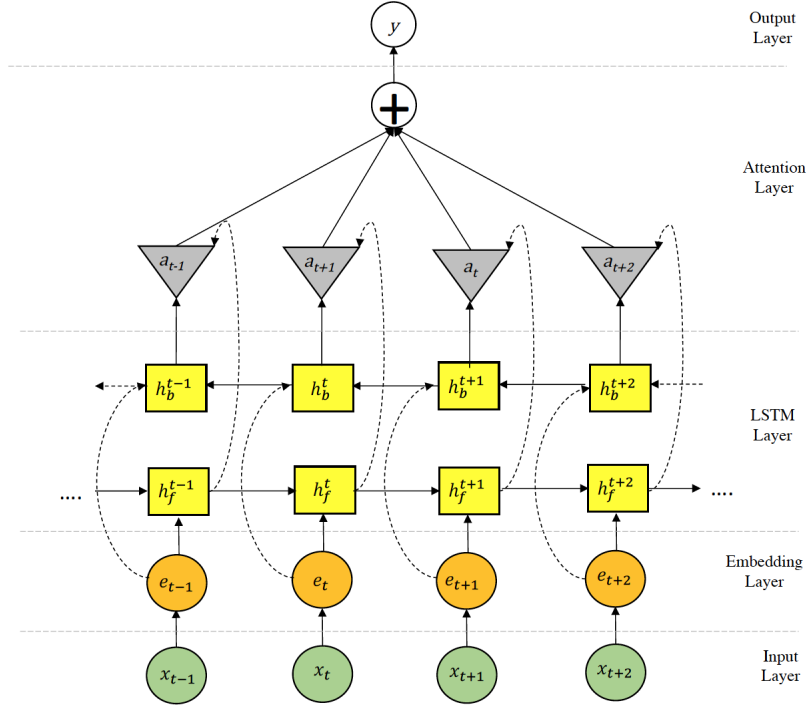 y
Output
Layer
+
Attention
Layer
a_{t-1} a_{t+1} a_t a_{t+2}
h_b^{t-1} h_b^t h_b^{t+1} h_b^{t+2}
LSTM
Layer
.... h_f^{t-1} h_f^t h_f^{t+1} h_f^{t+2} ....
Embedding
Layer
e_{t-1} e_t e_{t+1} e_{t+2}
Input
Layer
x_{t-1} x_t x_{t+1} x_{t+2}